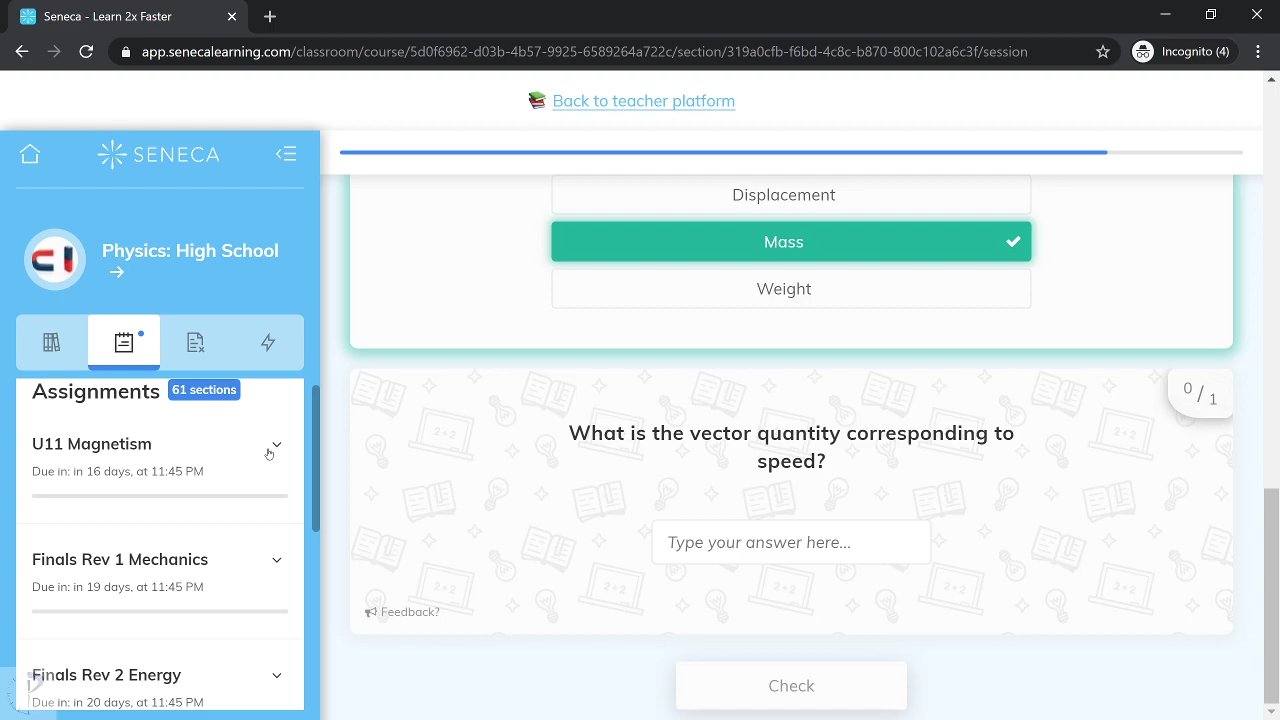 Seneca - Learn 2x Faster
app.senecalearning.com/classroom/course/5d0f6962-d03b-4b57-9925-6589264a722c/section/319a0cfb-f6bd-4c8c-b870-800c102a6c3f/session
Incognito (4)
Back to teacher platform
SENECA
Physics: High School
Assignments 61 sections
U11 Magnetism
Due in: in 16 days, at 11:45 PM
Finals Rev 1 Mechanics
Due in: in 19 days, at 11:45 PM
Finals Rev 2 Energy
Due in: in 20 days, at 11:45 PM
Displacement
Mass
Weight
0 / 1
What is the vector quantity corresponding to
speed?
Type your answer here...
Feedback?
Check